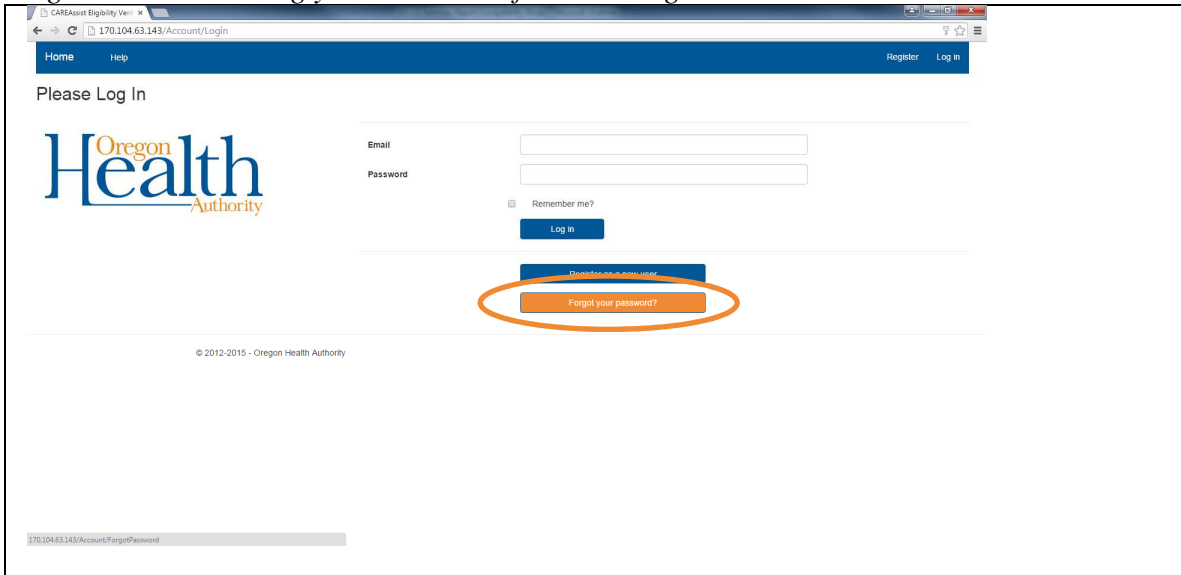 CAREAssist Eligibility Veri
170.104.63.143/Account/Login
Home Help Register Log in
Please Log In
Oregon
Health
Authority
Email
Password
Remember me?
Log in
Register as a new user
Forgot your password?
© 2012-2015 - Oregon Health Authority
170.104.63.143/Account/ForgotPassword